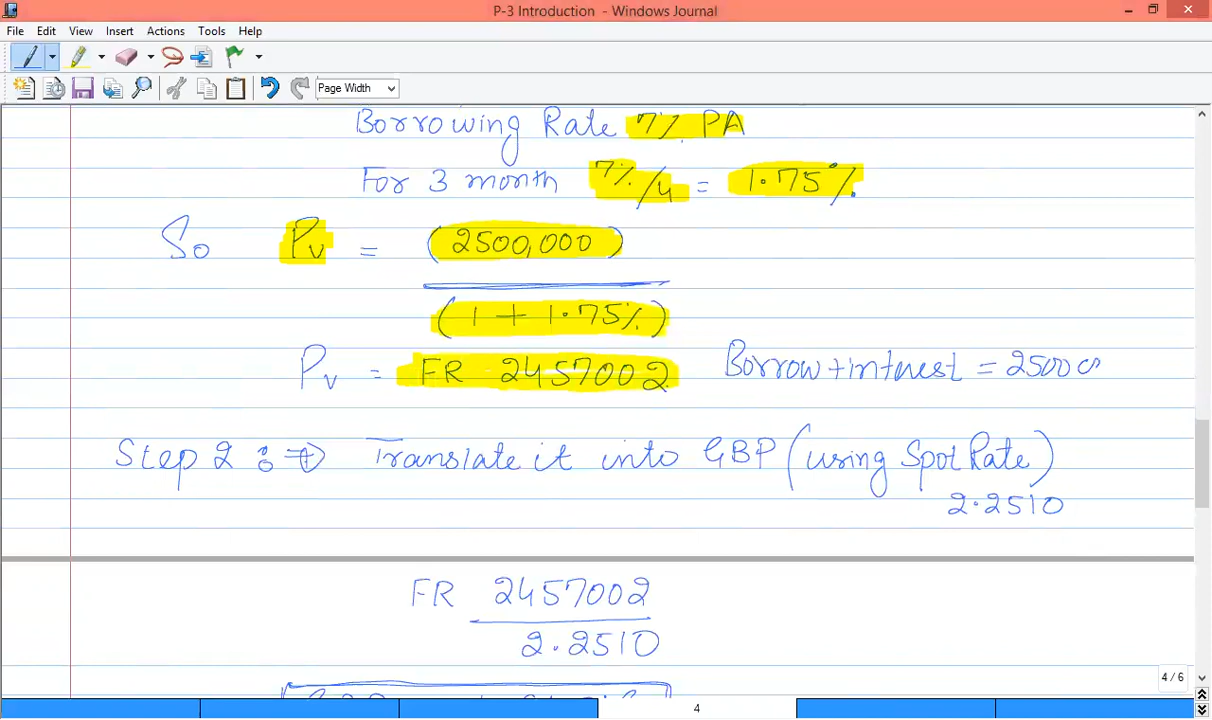 P-3 Introduction - Windows Journal
File Edit View Insert Actions Tools Help
Page Width
Borrowing Rate 7% PA
For 3 month 7%/4 = 1.75%
So Pv = (2500,000)
(1 + 1.75%)
Pv = FR 2457002 Borrow + interest = 250000
Step 2 : ⇒ Translate it into GBP (using Spot Rate)
2.2510
FR 2457002
2.2510
4 / 6
4